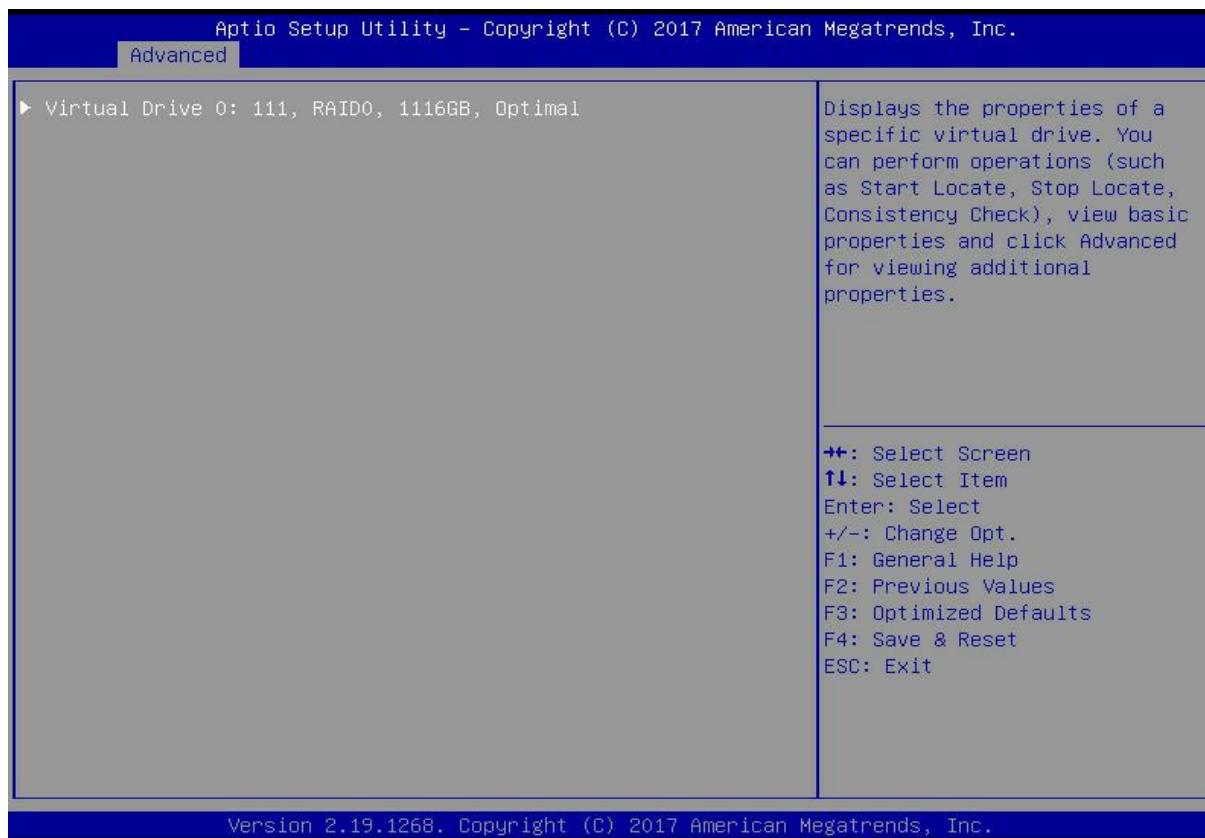 Aptio Setup Utility – Copyright (C) 2017 American Megatrends, Inc.
Advanced
▶ Virtual Drive 0: 111, RAID0, 1116GB, Optimal
Displays the properties of a
specific virtual drive. You
can perform operations (such
as Start Locate, Stop Locate,
Consistency Check), view basic
properties and click Advanced
for viewing additional
properties.
→←: Select Screen
↑↓: Select Item
Enter: Select
+/-: Change Opt.
F1: General Help
F2: Previous Values
F3: Optimized Defaults
F4: Save & Reset
ESC: Exit
Version 2.19.1268. Copyright (C) 2017 American Megatrends, Inc.